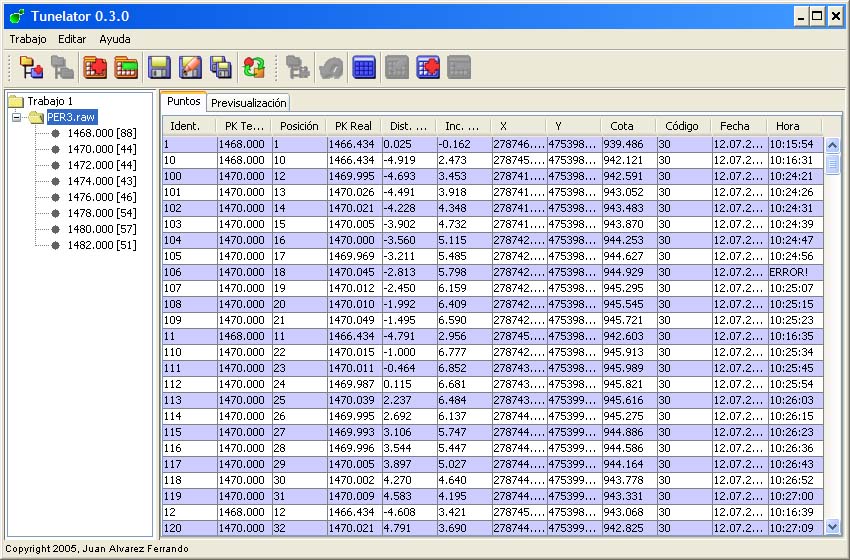 Tunelator 0.3.0
Trabajo Editar Ayuda
Trabajo 1
PER3.raw
1468.000 [88]
1470.000 [44]
1472.000 [44]
1474.000 [43]
1476.000 [46]
1478.000 [54]
1480.000 [57]
1482.000 [51]
Puntos Previsualización
Ident. PK Te... Posición PK Real Dist. ... Inc. ... X Y Cota Código Fecha Hora
1 1468.000 1 1466.434 0.025 -0.162 278746.... 475398... 939.486 30 12.07.2... 10:15:54
10 1468.000 10 1466.434 -4.919 2.473 278745.... 475398... 942.121 30 12.07.2... 10:16:31
100 1470.000 12 1469.995 -4.693 3.453 278741.... 475398... 942.591 30 12.07.2... 10:24:21
101 1470.000 13 1470.026 -4.491 3.918 278741.... 475398... 943.052 30 12.07.2... 10:24:26
102 1470.000 14 1470.021 -4.228 4.348 278741.... 475398... 943.483 30 12.07.2... 10:24:31
103 1470.000 15 1470.005 -3.902 4.732 278741.... 475398... 943.870 30 12.07.2... 10:24:39
104 1470.000 16 1470.000 -3.560 5.115 278742.... 475398... 944.253 30 12.07.2... 10:24:47
105 1470.000 17 1469.969 -3.211 5.485 278742.... 475398... 944.627 30 12.07.2... 10:24:56
106 1470.000 18 1470.045 -2.813 5.798 278742.... 475398... 944.929 30 12.07.2... ERROR!
107 1470.000 19 1470.012 -2.450 6.159 278742.... 475398... 945.295 30 12.07.2... 10:25:07
108 1470.000 20 1470.010 -1.992 6.409 278742.... 475398... 945.545 30 12.07.2... 10:25:15
109 1470.000 21 1470.049 -1.495 6.590 278742.... 475398... 945.721 30 12.07.2... 10:25:23
11 1468.000 11 1466.434 -4.791 2.956 278745.... 475398... 942.603 30 12.07.2... 10:16:35
110 1470.000 22 1470.015 -1.000 6.777 278742.... 475398... 945.913 30 12.07.2... 10:25:34
111 1470.000 23 1470.011 -0.464 6.852 278743.... 475398... 945.989 30 12.07.2... 10:25:45
112 1470.000 24 1469.987 0.115 6.681 278743.... 475398... 945.821 30 12.07.2... 10:25:54
113 1470.000 25 1470.039 2.237 6.484 278743.... 475399... 945.616 30 12.07.2... 10:26:03
114 1470.000 26 1469.995 2.692 6.137 278744.... 475399... 945.275 30 12.07.2... 10:26:15
115 1470.000 27 1469.993 3.106 5.747 278744.... 475399... 944.886 30 12.07.2... 10:26:23
116 1470.000 28 1469.996 3.544 5.447 278744.... 475399... 944.586 30 12.07.2... 10:26:36
117 1470.000 29 1470.005 3.897 5.027 278744.... 475399... 944.164 30 12.07.2... 10:26:43
118 1470.000 30 1470.002 4.270 4.640 278744.... 475399... 943.778 30 12.07.2... 10:26:52
119 1470.000 31 1470.009 4.583 4.195 278744.... 475399... 943.331 30 12.07.2... 10:27:00
12 1468.000 12 1466.434 -4.608 3.421 278745.... 475398... 943.068 30 12.07.2... 10:16:39
120 1470.000 32 1470.021 4.791 3.690 278744.... 475399... 942.825 30 12.07.2... 10:27:09
Copyright 2005, Juan Alvarez Ferrando